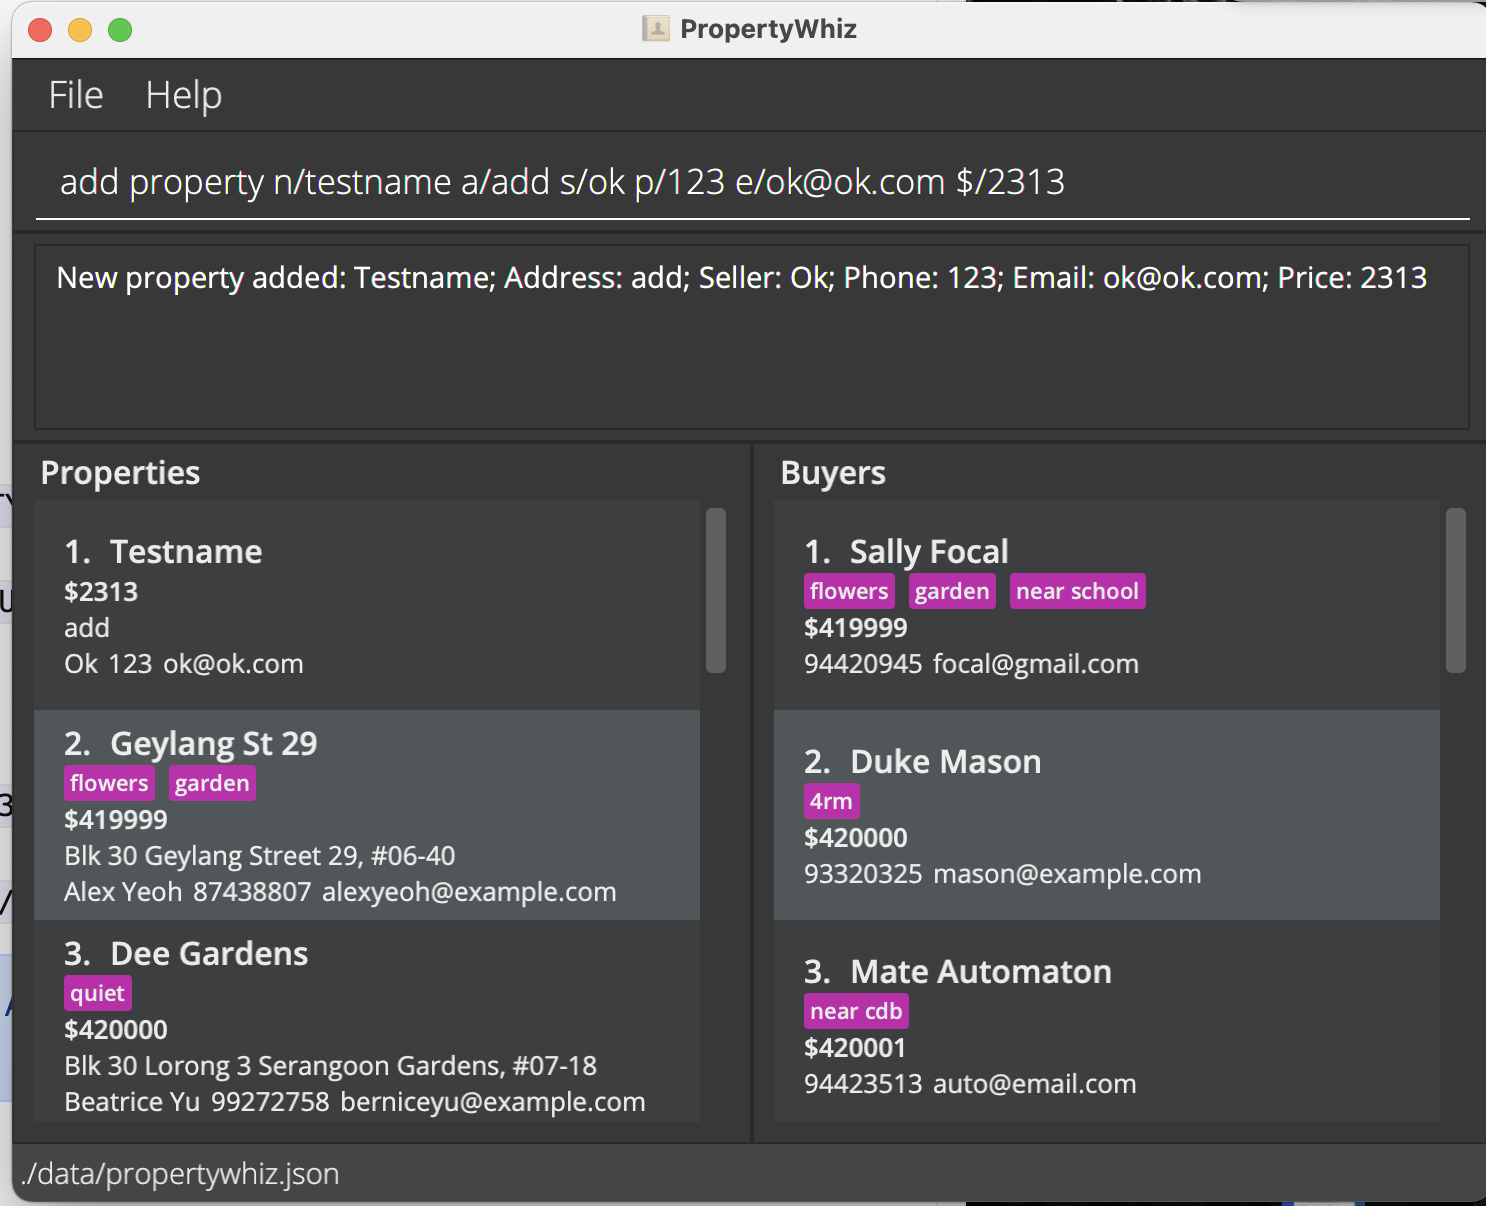 PropertyWhiz
File Help
add property n/testname a/add s/ok p/123 e/ok@ok.com $/2313
New property added: Testname; Address: add; Seller: Ok; Phone: 123; Email: ok@ok.com; Price: 2313
Properties
1. Testname
$2313
add
Ok 123 ok@ok.com
2. Geylang St 29
flowers garden
$419999
Blk 30 Geylang Street 29, #06-40
Alex Yeoh 87438807 alexyeoh@example.com
3. Dee Gardens
quiet
$420000
Blk 30 Lorong 3 Serangoon Gardens, #07-18
Beatrice Yu 99272758 berniceyu@example.com
Buyers
1. Sally Focal
flowers garden near school
$419999
94420945 focal@gmail.com
2. Duke Mason
4rm
$420000
93320325 mason@example.com
3. Mate Automaton
near cdb
$420001
94423513 auto@email.com
./data/propertywhiz.json